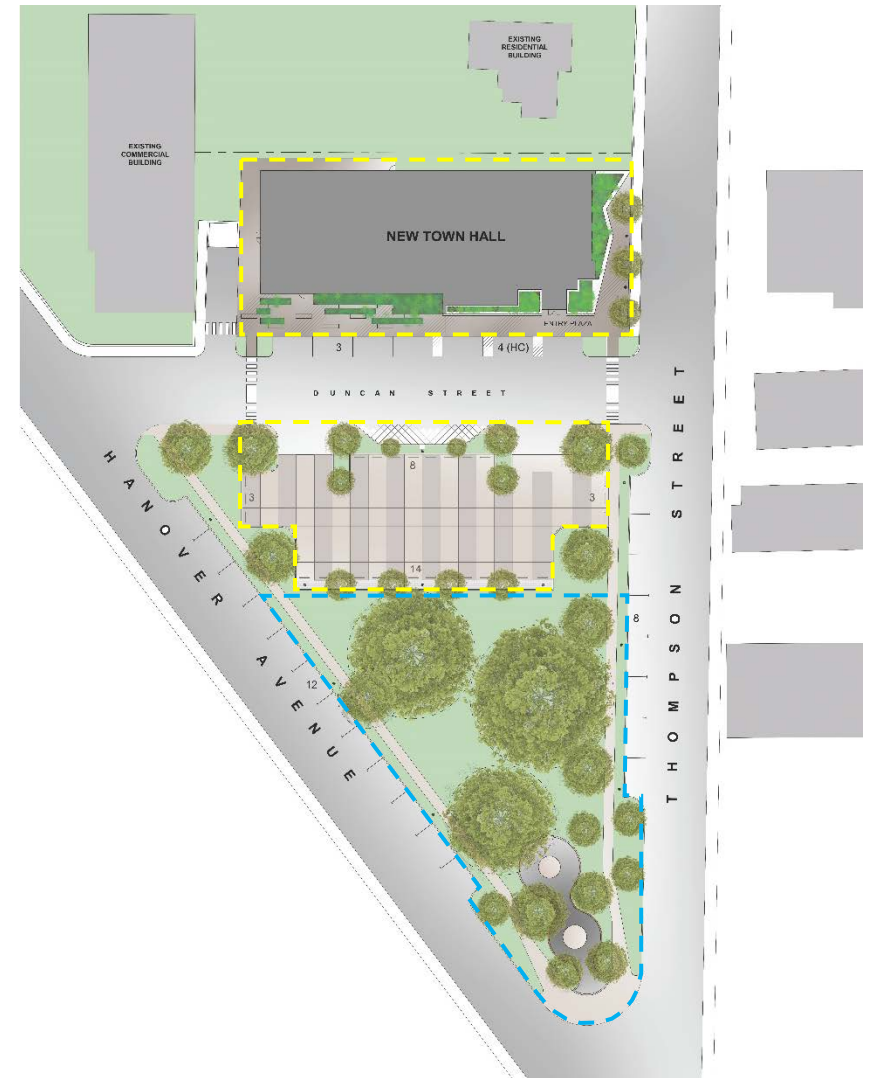 EXISTING
RESIDENTIAL
BUILDING
EXISTING
COMMERCIAL
BUILDING
NEW TOWN HALL
ENTRY PLAZA
3
4 (HC)
DUNCAN STREET
8
3
3
14
HANOVER AVENUE
12
8
THOMPSON STREET